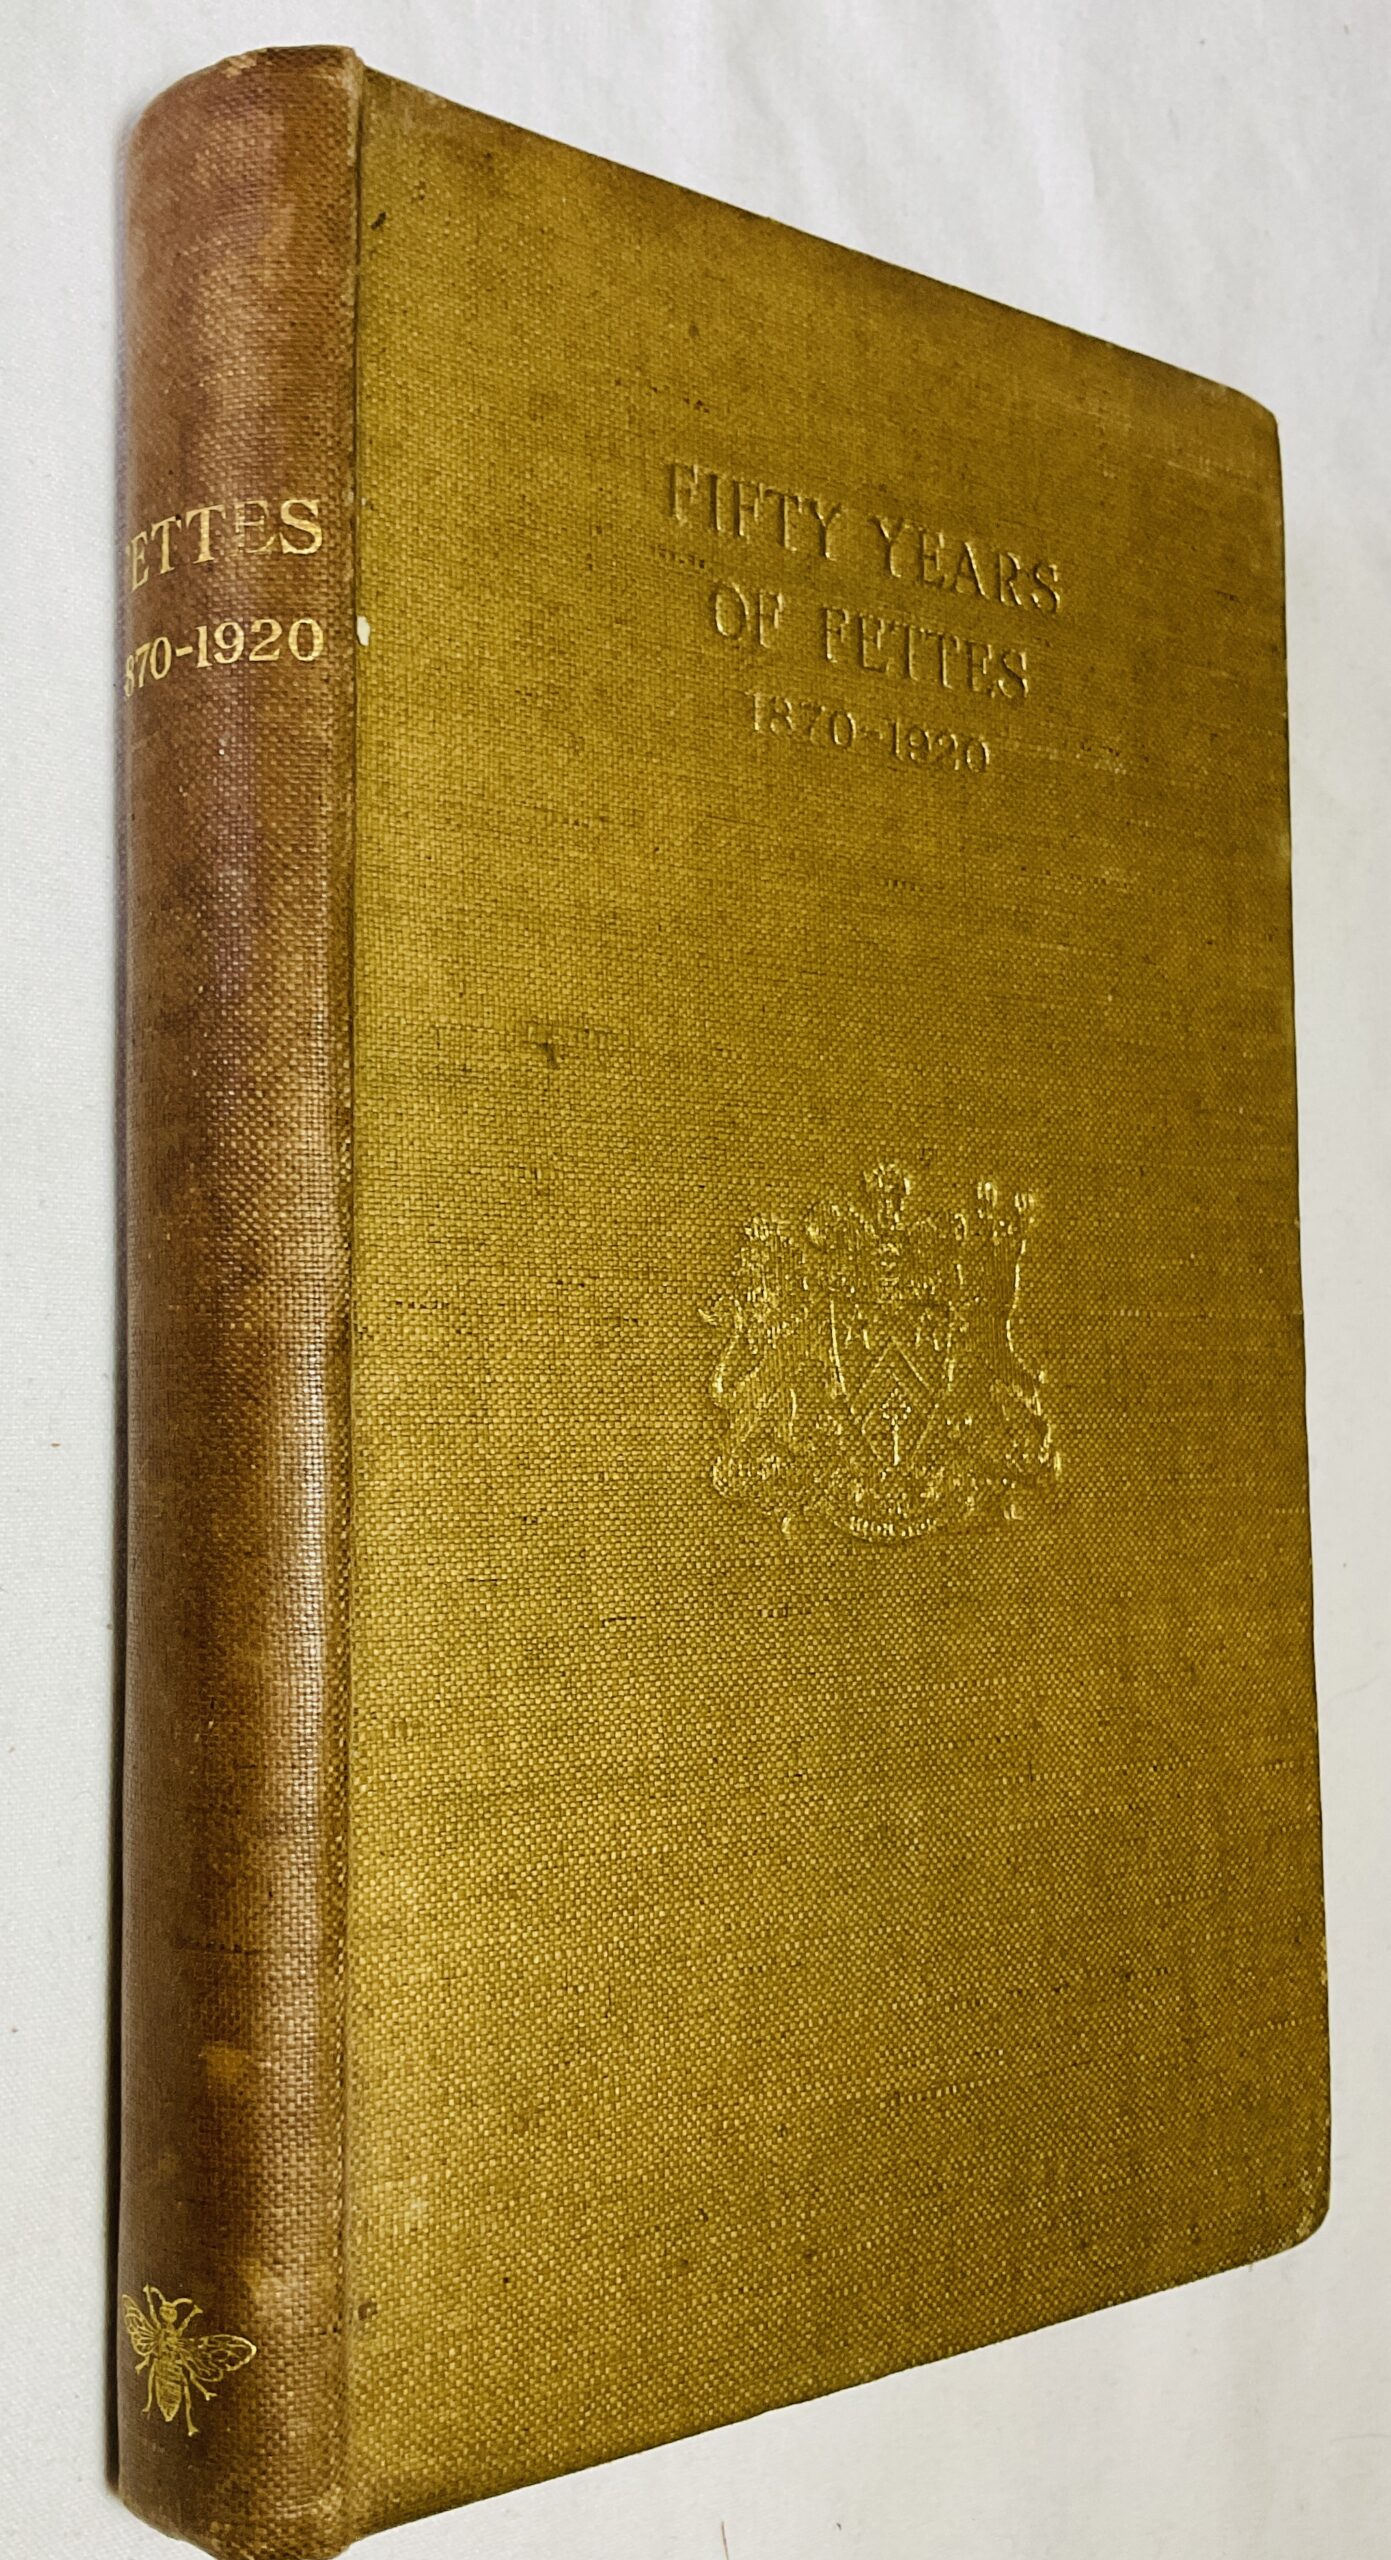 FETTES
1870-1920
FIFTY YEARS
OF FETTES
1870-1920